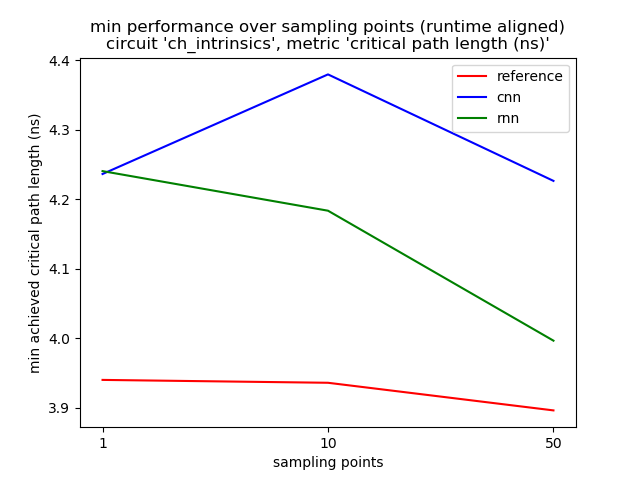 min performance over sampling points (runtime aligned)
circuit 'ch_intrinsics', metric 'critical path length (ns)'
reference
cnn
rnn
min achieved critical path length (ns)
4.4
4.3
4.2
4.1
4.0
3.9
1
10
50
sampling points